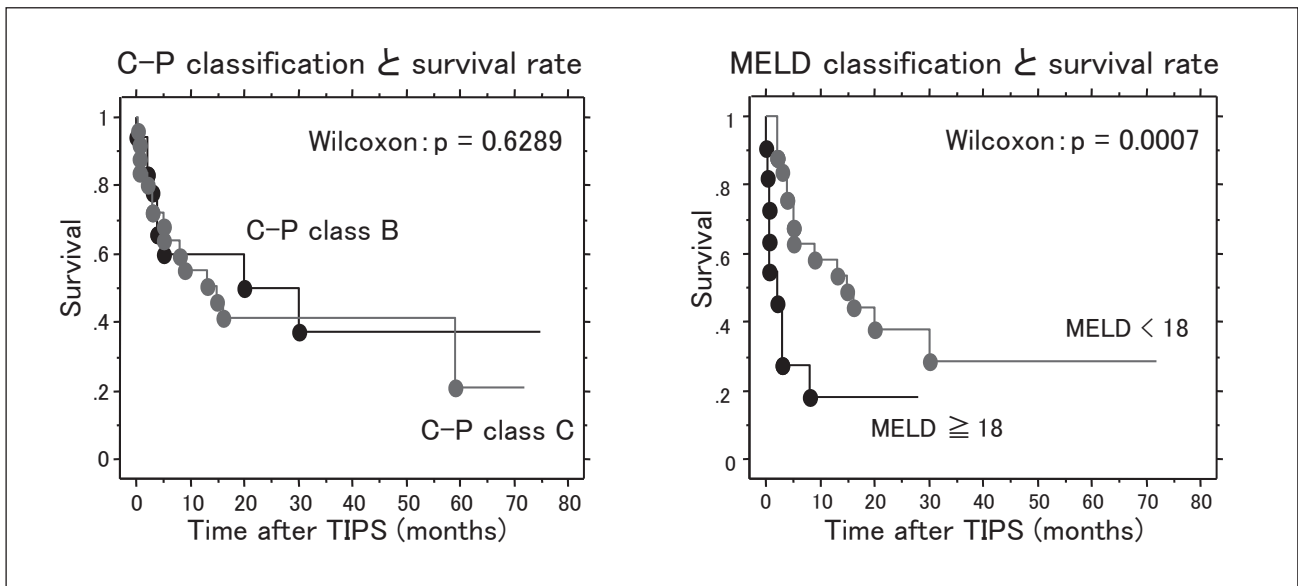 C-P classification と survival rate
Wilcoxon: p = 0.6289
C-P class B
C-P class C
Survival
1
.8
.6
.4
.2
0
0 10 20 30 40 50 60 70 80
Time after TIPS (months)
MELD classification と survival rate
Wilcoxon: p = 0.0007
MELD < 18
MELD ≧ 18
Survival
1
.8
.6
.4
.2
0
0 10 20 30 40 50 60 70 80
Time after TIPS (months)